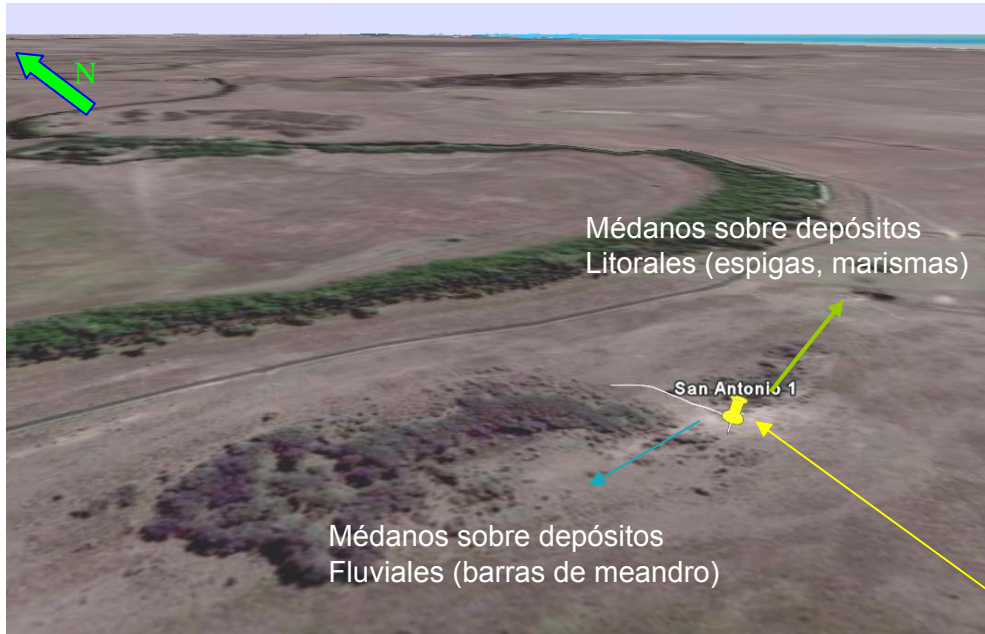 N
Médanos sobre depósitos
Litorales (espigas, marismas)
San Antonio 1
Médanos sobre depósitos
Fluviales (barras de meandro)